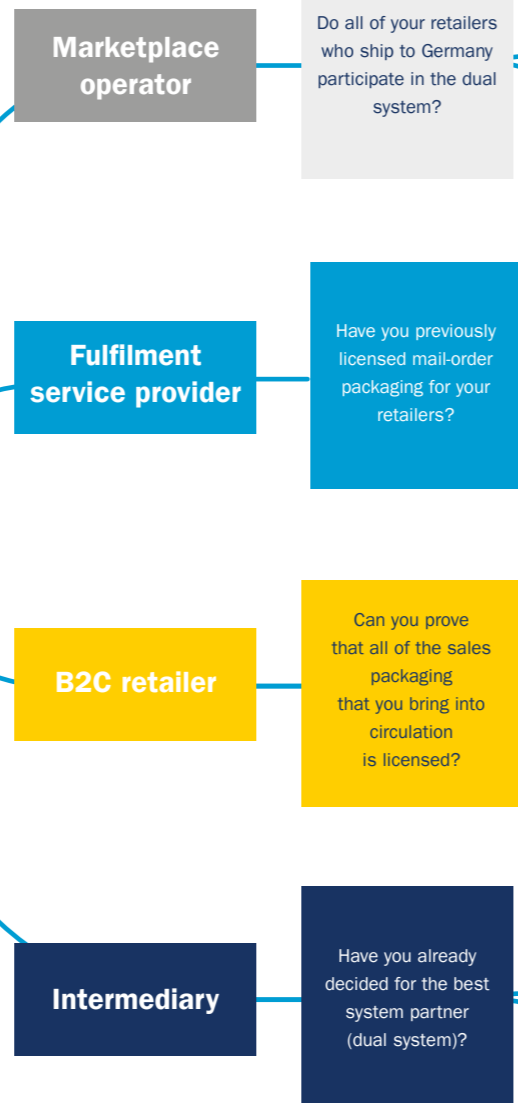 Marketplace
operator
Do all of your retailers
who ship to Germany
participate in the dual
system?
Fulfilment
service provider
Have you previously
licensed mail-order
packaging for your
retailers?
B2C retailer
Can you prove
that all of the sales
packaging
that you bring into
circulation
is licensed?
Intermediary
Have you already
decided for the best
system partner
(dual system)?